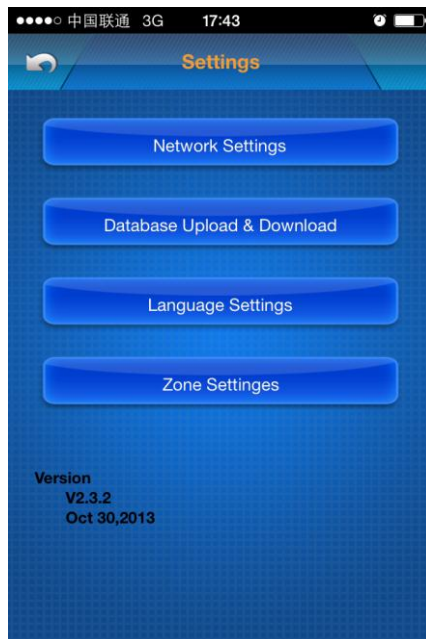 中国联通 3G 17:43
Settings
Network Settings
Database Upload & Download
Language Settings
Zone Settinges
Version
V2.3.2
Oct 30,2013